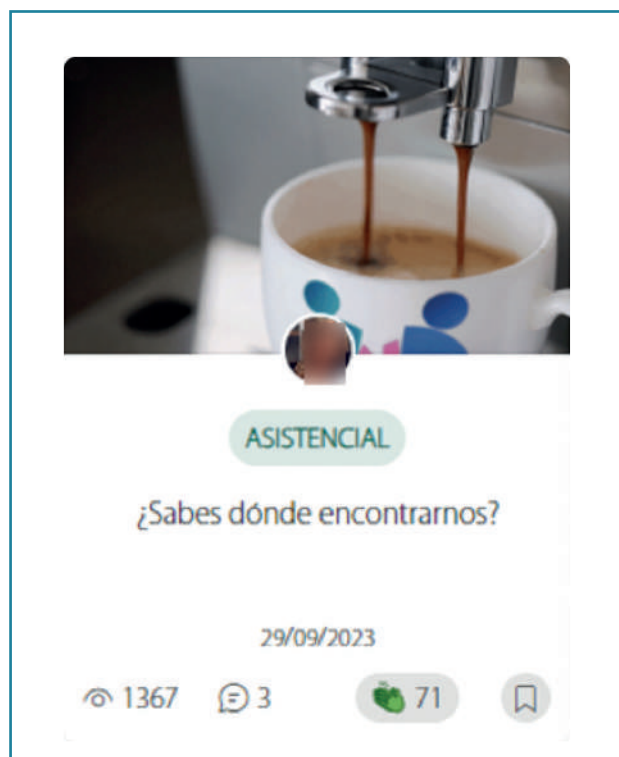 ASISTENCIAL
¿Sabes dónde encontrarnos?
29/09/2023
1367 3 71